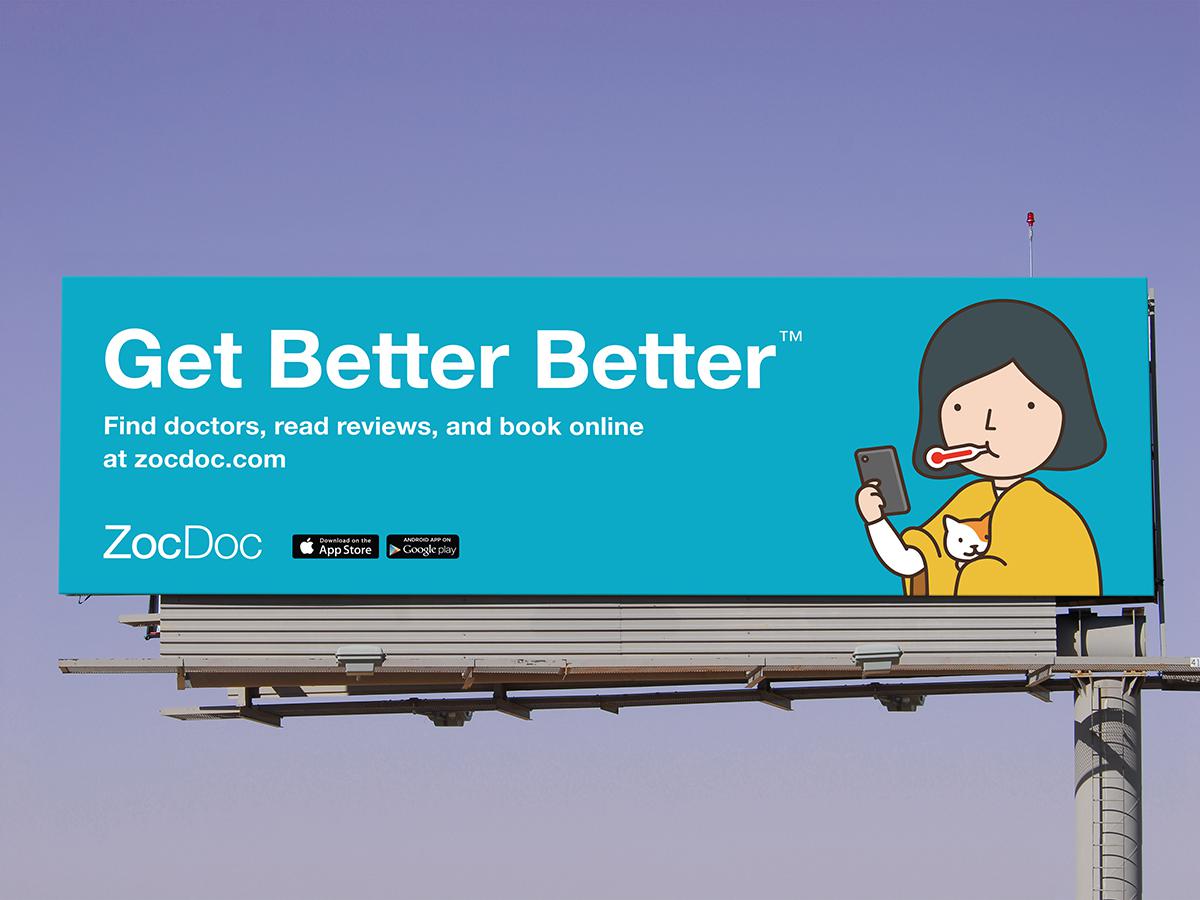 Get Better Better™
Find doctors, read reviews, and book online
at zocdoc.com
ZocDoc
Download on the
App Store
ANDROID APP ON
Google play
41